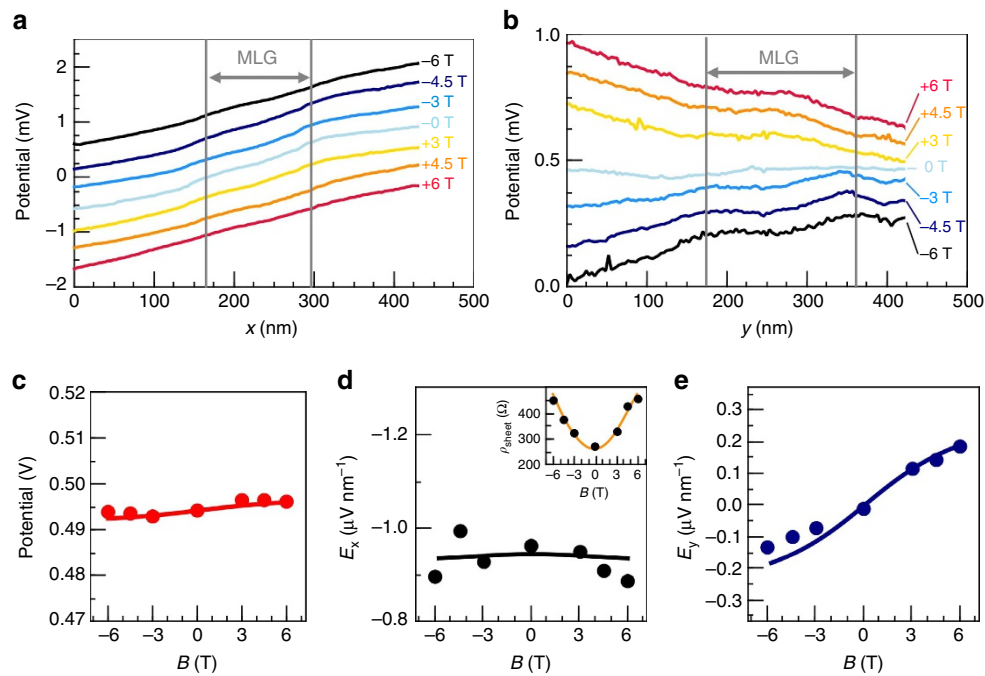 a
Potential (mV)
2
1
0
−1
−2
MLG
−6 T
−4.5 T
−3 T
−0 T
+3 T
+4.5 T
+6 T
0 100 200 300 400 500
x (nm)
b
Potential (mV)
1.0
0.5
0.0
MLG
+6 T
+4.5 T
+3 T
0 T
−3 T
−4.5 T
−6 T
0 100 200 300 400 500
y (nm)
c
Potential (V)
0.52
0.51
0.50
0.49
0.48
0.47
−6 −3 0 3 6
B (T)
d
Ex (μV nm−1)
−1.2
−1.0
−0.8
ρsheet (Ω)
400
300
200
−6 −3 0 3 6
B (T)
−6 −3 0 3 6
B (T)
e
Ey (μV nm−1)
0.3
0.2
0.1
0.0
−0.1
−0.2
−0.3
−6 −3 0 3 6
B (T)